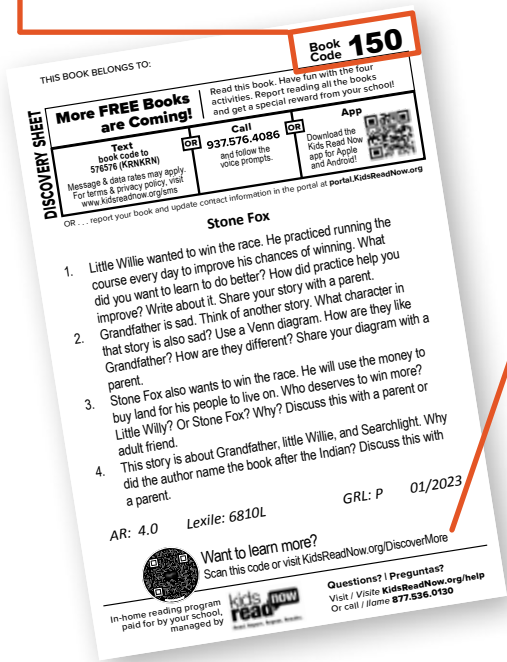 THIS BOOK BELONGS TO:
Book
Code 150
DISCOVERY SHEET
More FREE Books
are Coming!
Read this book. Have fun with the four
activities. Report reading all the books
and get a special reward from your school!
Text
book code to
576576 (KRNKRN)
Message & data rates may apply.
For terms & privacy policy, visit
www.kidsreadnow.org/sms
OR
Call
937.576.4086
and follow the
voice prompts.
OR
App
Download the
Kids Read Now
app for Apple
and Android!
OR . . . report your book and update contact information in the portal at portal.KidsReadNow.org
Stone Fox
1. Little Willie wanted to win the race. He practiced running the
course every day to improve his chances of winning. What
did you want to learn to do better? How did practice help you
improve? Write about it. Share your story with a parent.
2. Grandfather is sad. Think of another story. What character in
that story is also sad? Use a Venn diagram. How are they like
Grandfather? How are they different? Share your diagram with a
parent.
3. Stone Fox also wants to win the race. He will use the money to
buy land for his people to live on. Who deserves to win more?
Little Willy? Or Stone Fox? Why? Discuss this with a parent or
adult friend.
4. This story is about Grandfather, little Willie, and Searchlight. Why
did the author name the book after the Indian? Discuss this with
a parent.
AR: 4.0 Lexile: 6810L GRL: P 01/2023
Want to learn more?
Scan this code or visit KidsReadNow.org/DiscoverMore
In-home reading program
paid for by your school,
managed by
kids
read now
Questions? | Preguntas?
Visit / Visite KidsReadNow.org/help
Or call / llame 877.536.0130